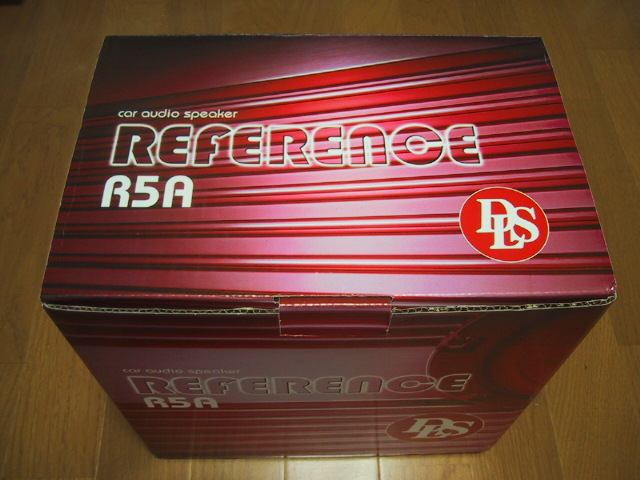 car audio speaker
REFERENCE
R5A
DLS
car audio speaker
REFERENCE
R5A
DLS